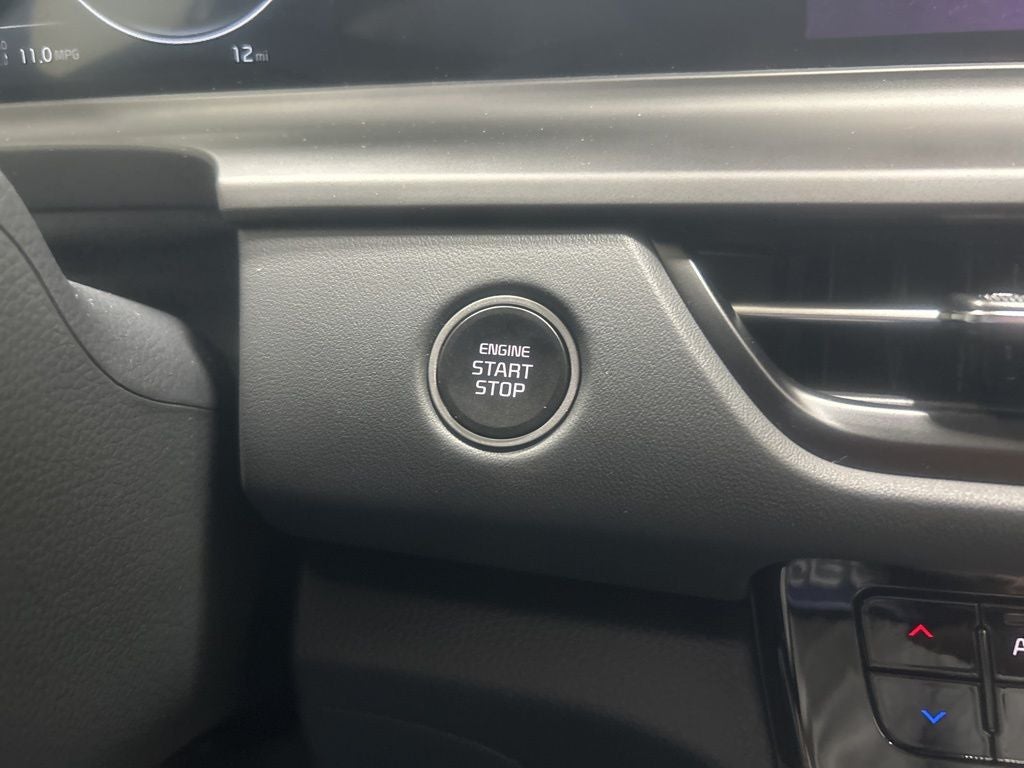 11.0 MPG
12 mi
ENGINE
START
STOP